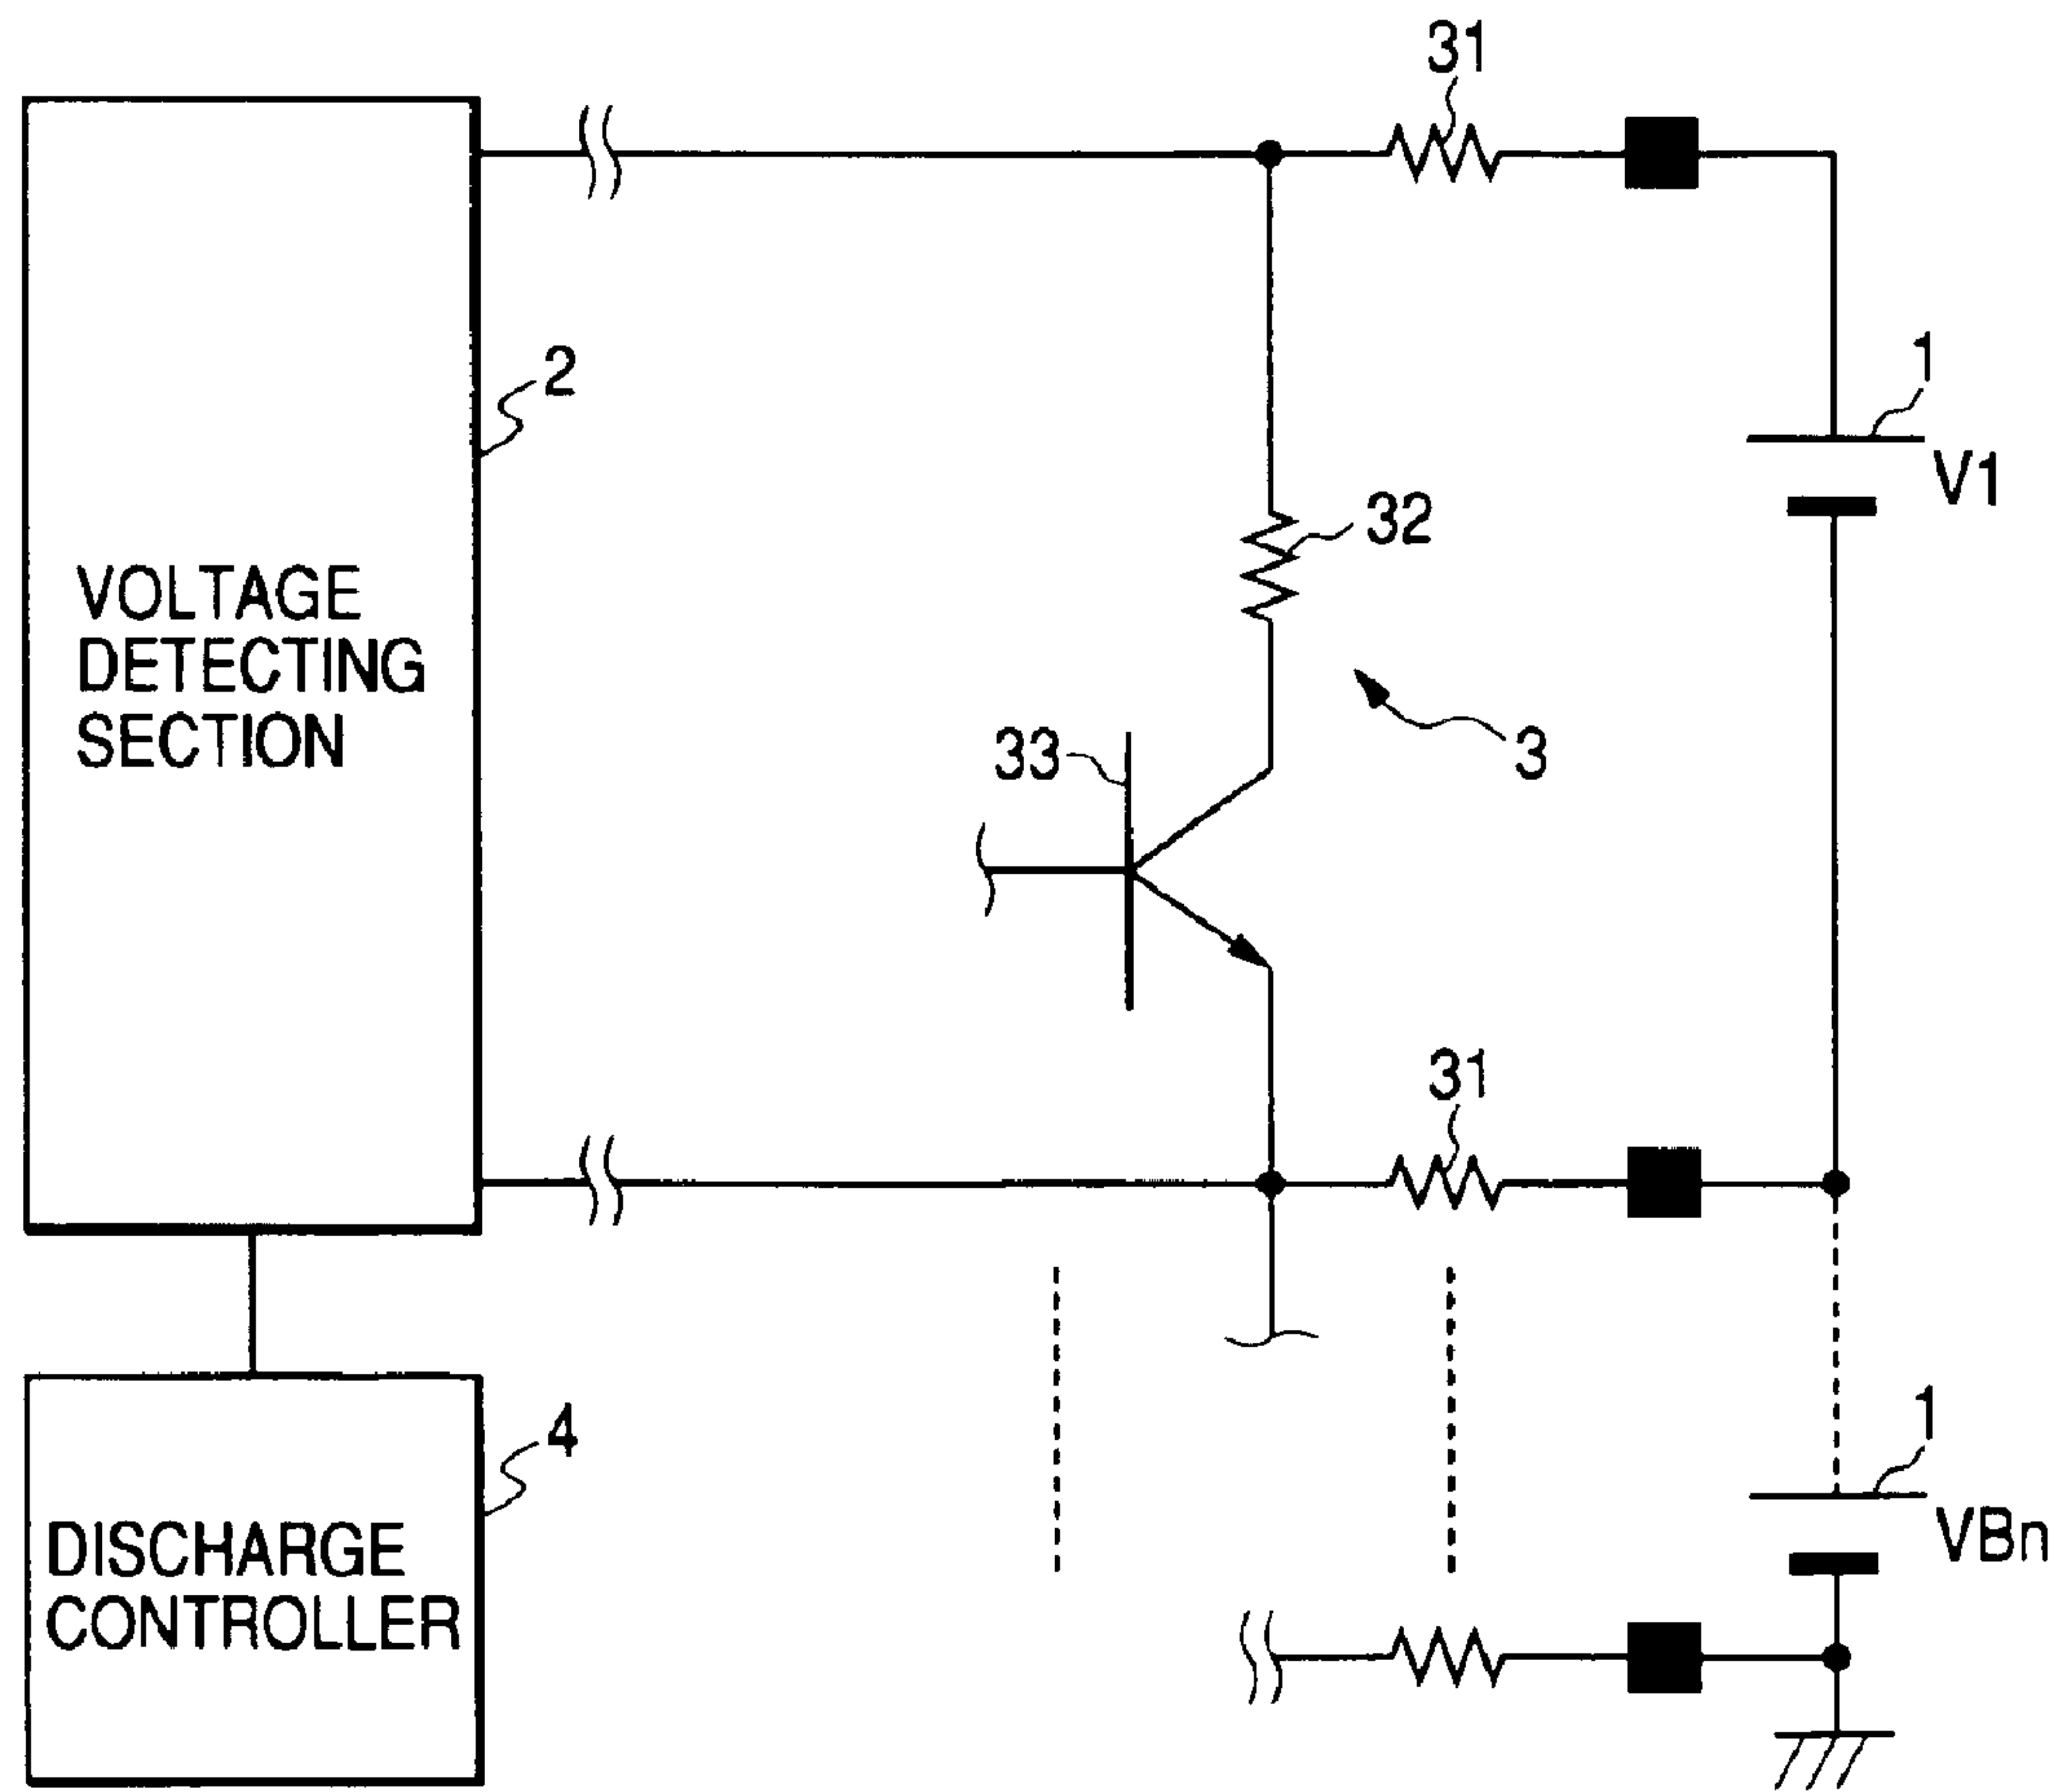 31
2
1
V1
32
VOLTAGE
DETECTING
SECTION
33
3
31
4
1
VBn
DISCHARGE
CONTROLLER